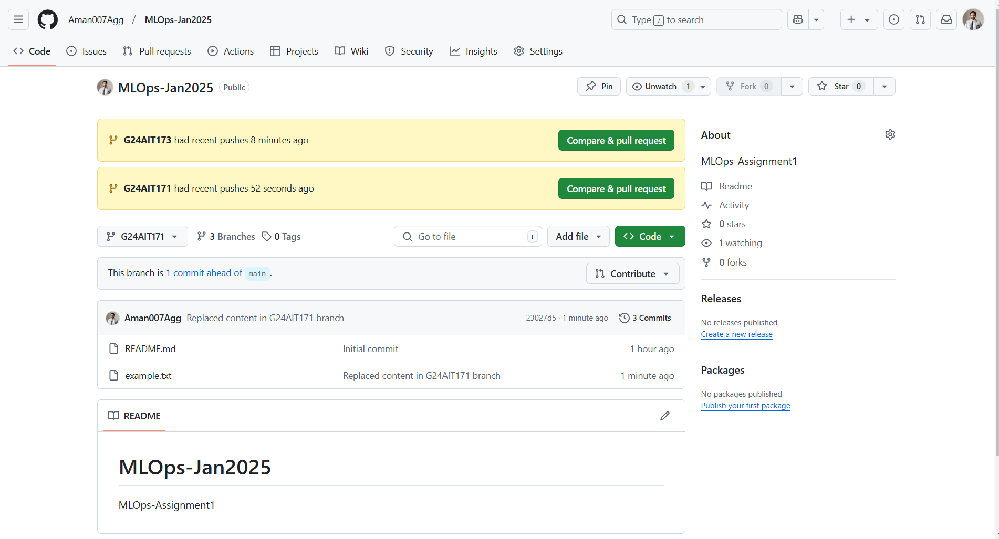 Aman007Agg / MLOps-Jan2025
Type / to search
Code Issues Pull requests Actions Projects Wiki Security Insights Settings
MLOps-Jan2025 Public
Pin Unwatch 1 Fork 0 Star 0
G24AIT173 had recent pushes 8 minutes ago
Compare & pull request
G24AIT171 had recent pushes 52 seconds ago
Compare & pull request
G24AIT171 3 Branches 0 Tags
Go to file t Add file Code
This branch is 1 commit ahead of main .
Contribute
Aman007Agg Replaced content in G24AIT171 branch 23027d5 · 1 minute ago 3 Commits
README.md Initial commit 1 hour ago
example.txt Replaced content in G24AIT171 branch 1 minute ago
README
MLOps-Jan2025
MLOps-Assignment1
About
MLOps-Assignment1
Readme
Activity
0 stars
1 watching
0 forks
Releases
No releases published
Create a new release
Packages
No packages published
Publish your first package